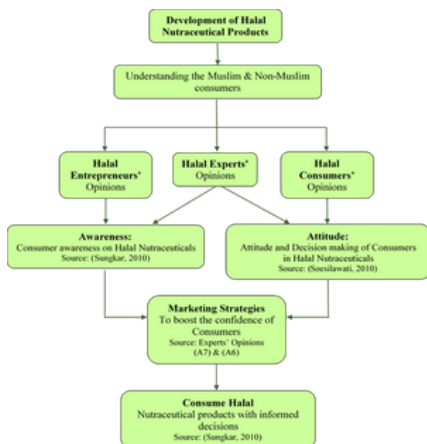 Development of Halal
Nutraceutical Products
Understanding the Muslim & Non-Muslim
consumers
Halal
Entrepreneurs'
Opinions
Halal Experts'
Opinions
Halal
Consumers'
Opinions
Awareness:
Consumer awareness on Halal Nutraceuticals
Source: (Sungkar, 2010)
Attitude:
Attitude and Decision making of Consumers
in Halal Nutraceuticals
Source: (Soesilawati, 2010)
Marketing Strategies
To boost the confidence of
Consumers
Source: Experts' Opinions
(A7) & (A6)
Consume Halal
Nutraceutical products with informed
decisions
Source: (Sungkar, 2010)